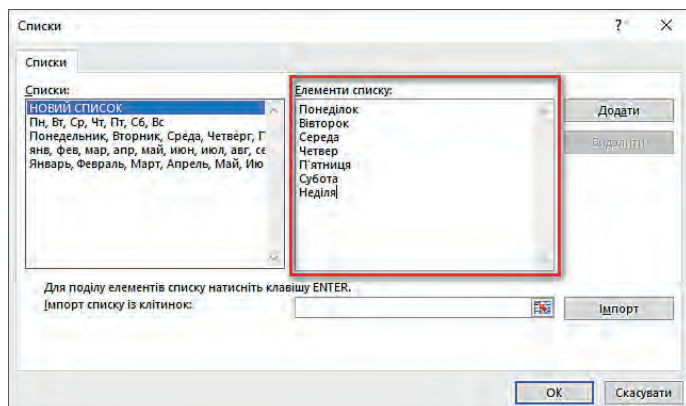 Списки
? ×
Списки
Списки:
НОВИЙ СПИСОК
Пн, Вт, Ср, Чт, Пт, Сб, Вс
Понедельник, Вторник, Среда, Четверг, П
янв, фев, мар, апр, май, июн, июл, авг, се
Январь, Февраль, Март, Апрель, Май, Ию
Елементи списку:
Понеділок
Вівторок
Середа
Четвер
П'ятниця
Субота
Неділя
Додати
Видалити
Для поділу елементів списку натисніть клавішу ENTER.
Імпорт списку із клітинок:
Імпорт
ОК
Скасувати